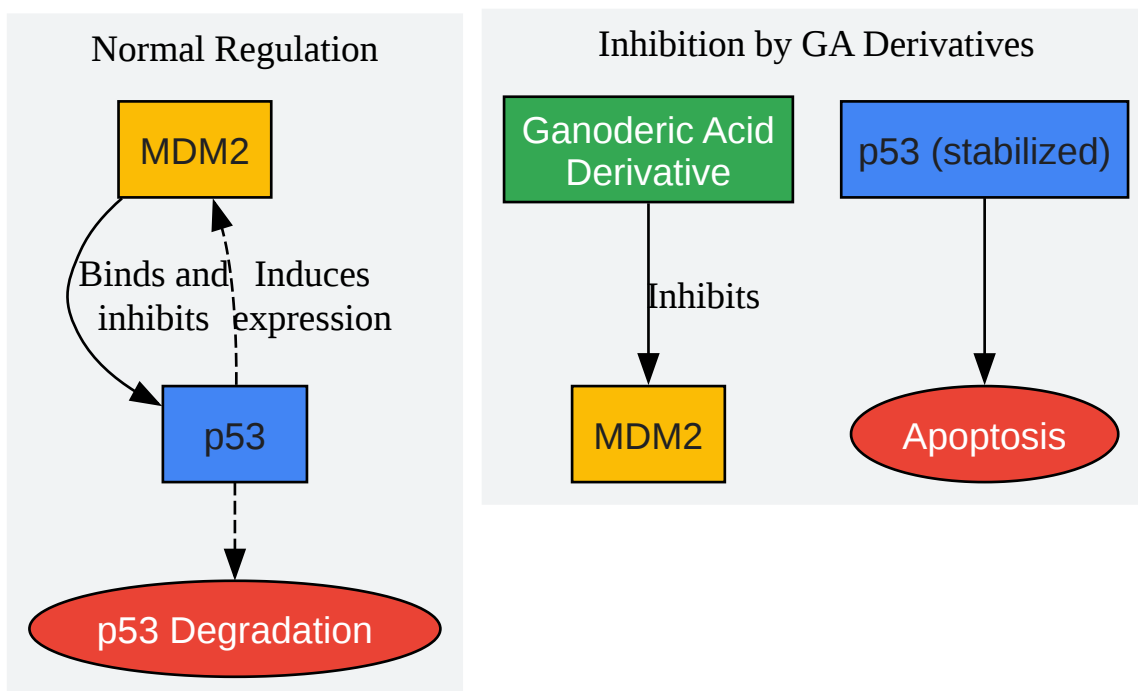 Normal Regulation
MDM2
Binds and
inhibits
Induces
expression
p53
p53 Degradation
Inhibition by GA Derivatives
Ganoderic Acid
Derivative
p53 (stabilized)
Inhibits
MDM2
Apoptosis